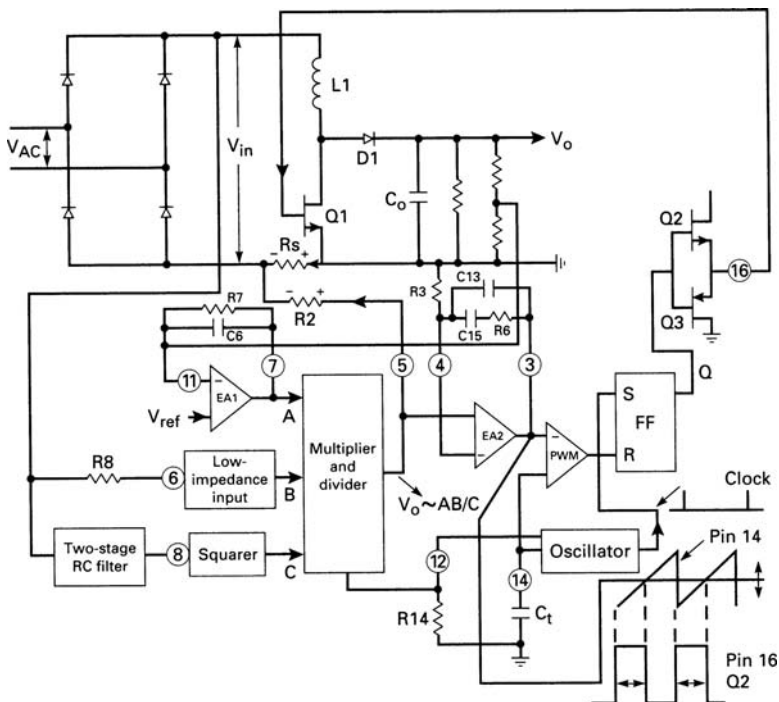 L1
V_AC
V_in
D1
V_o
C_o
Q1
Q2
16
Q3
− Rs +
− +
R2
R3
C13
C15
R6
R7
C6
7
5
4
3
11
−
EA1
V_ref
A
Multiplier and
divider
EA2
−
−
PWM
S
FF
R
Q
Clock
R8
6
Low-
impedance
input
B
V_o~AB/C
Two-stage
RC filter
8
Squarer
C
12
Oscillator
14
R14
C_t
Pin 14
Pin 16
Q2